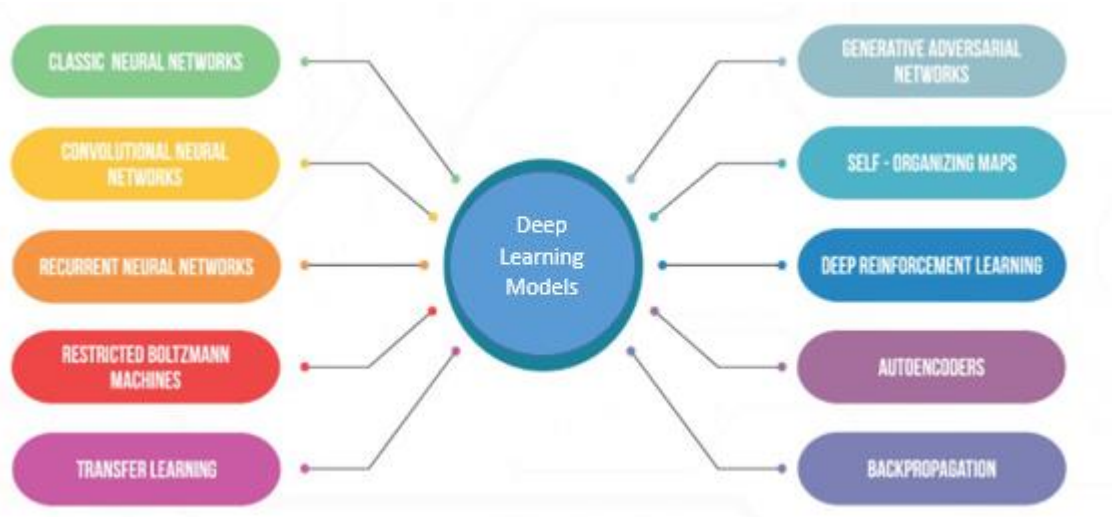 CLASSIC NEURAL NETWORKS
CONVOLUTIONAL NEURAL
NETWORKS
RECURRENT NEURAL NETWORKS
RESTRICTED BOLTZMANN
MACHINES
TRANSFER LEARNING
Deep
Learning
Models
GENERATIVE ADVERSARIAL
NETWORKS
SELF - ORGANIZING MAPS
DEEP REINFORCEMENT LEARNING
AUTOENCODERS
BACKPROPAGATION